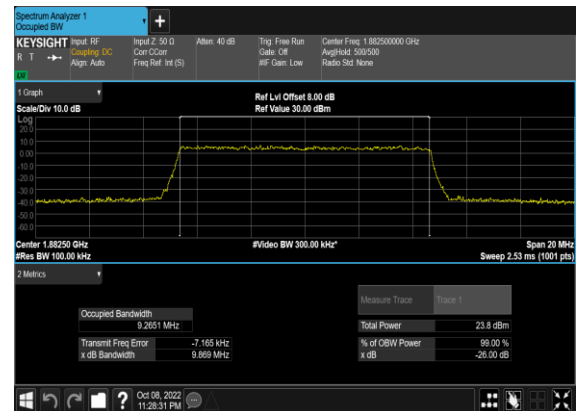 Spectrum Analyzer 1
Occupied BW
+
KEYSIGHT
R T
LV
Input: RF
Coupling: DC
Align: Auto
Input Z: 50 Ω
Corr CCorr
Freq Ref: Int (S)
Atten: 40 dB
Trig: Free Run
Gate: Off
#IF Gain: Low
Center Freq: 1.882500000 GHz
Avg|Hold: 500/500
Radio Std: None
1 Graph
Scale/Div 10.0 dB
Ref Lvl Offset 8.00 dB
Ref Value 30.00 dBm
Log
20.0
10.0
0.00
-10.0
-20.0
-30.0
-40.0
-50.0
-60.0
Center 1.88250 GHz
#Res BW 100.00 kHz
#Video BW 300.00 kHz*
Span 20 MHz
Sweep 2.53 ms (1001 pts)
2 Metrics
Measure Trace Trace 1
Occupied Bandwidth
9.2651 MHz
Total Power 23.8 dBm
Transmit Freq Error -7.165 kHz
% of OBW Power 99.00 %
x dB Bandwidth 9.869 MHz
x dB -26.00 dB
?
Oct 08, 2022
11:28:31 PM